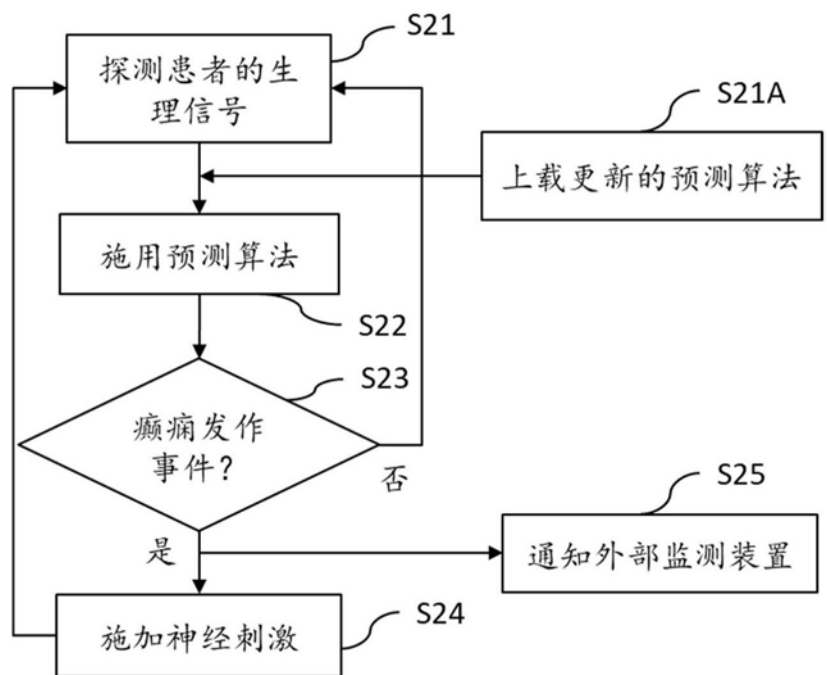 S21
探测患者的生
理信号
S21A
上载更新的预测算法
施用预测算法
S22
S23
癫痫发作
事件？
否
S25
是
通知外部监测装置
施加神经刺激
S24